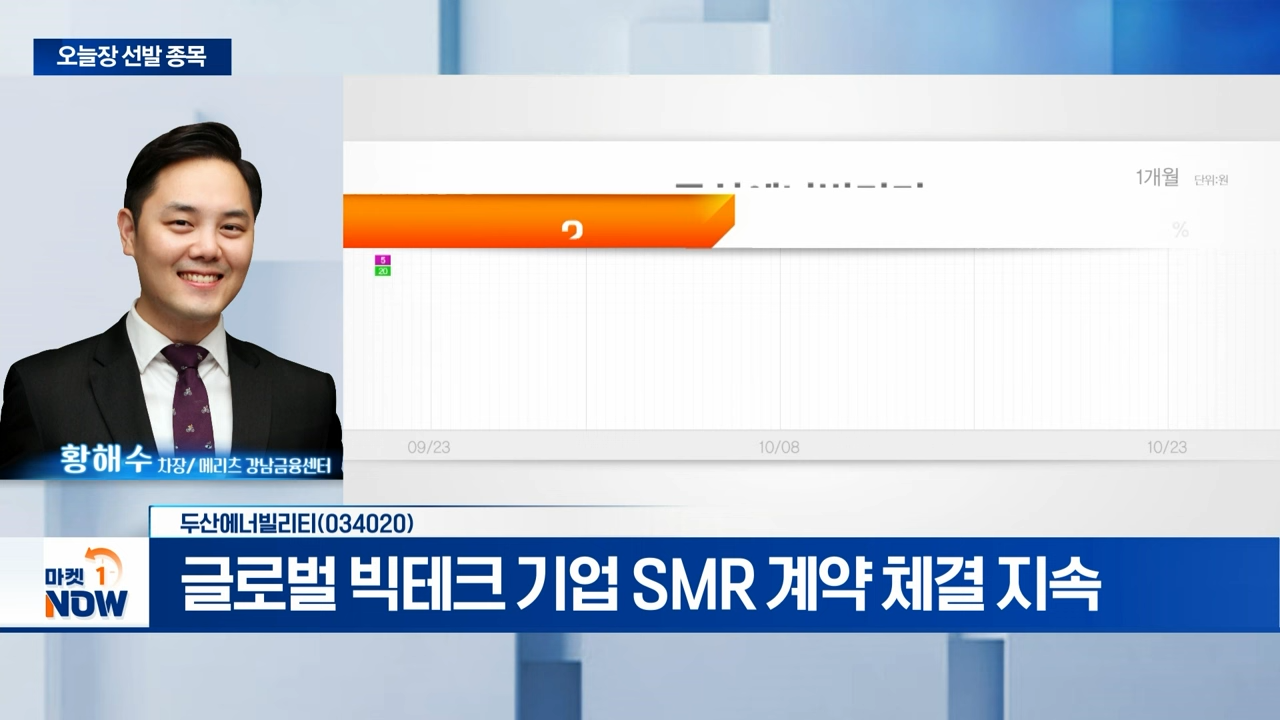 오늘장 선발 종목
1개월 단위:원
%
5
20
09/23 10/08 10/23
황해수 차장/ 메리츠 강남금융센터
두산에너빌리티(034020)
마켓 1
NOW
글로벌 빅테크 기업 SMR 계약 체결 지속